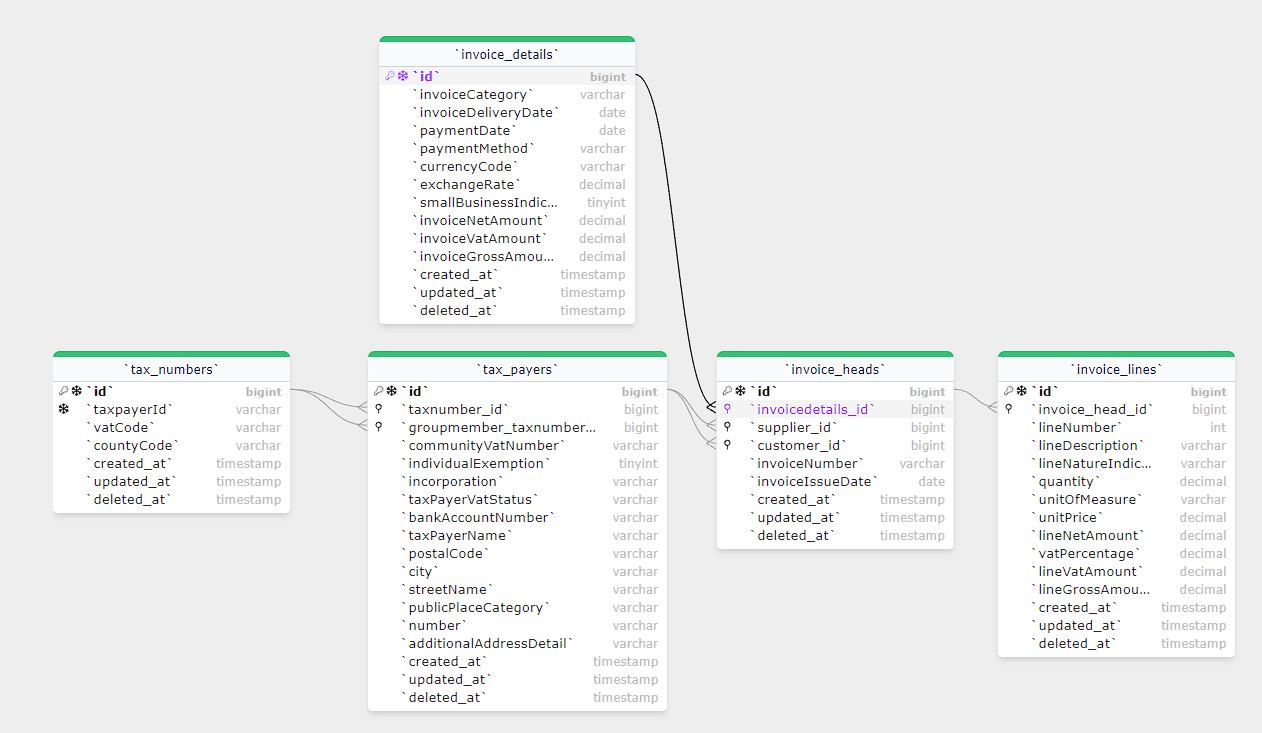 `invoice_details`
`id` bigint
`invoiceCategory` varchar
`invoiceDeliveryDate` date
`paymentDate` date
`paymentMethod` varchar
`currencyCode` varchar
`exchangeRate` decimal
`smallBusinessIndic... tinyint
`invoiceNetAmount` decimal
`invoiceVatAmount` decimal
`invoiceGrossAmou... decimal
`created_at` timestamp
`updated_at` timestamp
`deleted_at` timestamp
`tax_numbers`
`id` bigint
`taxpayerId` varchar
`vatCode` varchar
`countyCode` varchar
`created_at` timestamp
`updated_at` timestamp
`deleted_at` timestamp
`tax_payers`
`id` bigint
`taxnumber_id` bigint
`groupmember_taxnumber... bigint
`communityVatNumber` varchar
`individualExemption` tinyint
`incorporation` varchar
`taxPayerVatStatus` varchar
`bankAccountNumber` varchar
`taxPayerName` varchar
`postalCode` varchar
`city` varchar
`streetName` varchar
`publicPlaceCategory` varchar
`number` varchar
`additionalAddressDetail` varchar
`created_at` timestamp
`updated_at` timestamp
`deleted_at` timestamp
`invoice_heads`
`id` bigint
`invoicedetails_id` bigint
`supplier_id` bigint
`customer_id` bigint
`invoiceNumber` varchar
`invoiceIssueDate` date
`created_at` timestamp
`updated_at` timestamp
`deleted_at` timestamp
`invoice_lines`
`id` bigint
`invoice_head_id` bigint
`lineNumber` int
`lineDescription` varchar
`lineNatureIndic... varchar
`quantity` decimal
`unitOfMeasure` varchar
`unitPrice` decimal
`lineNetAmount` decimal
`vatPercentage` decimal
`lineVatAmount` decimal
`lineGrossAmou... decimal
`created_at` timestamp
`updated_at` timestamp
`deleted_at` timestamp